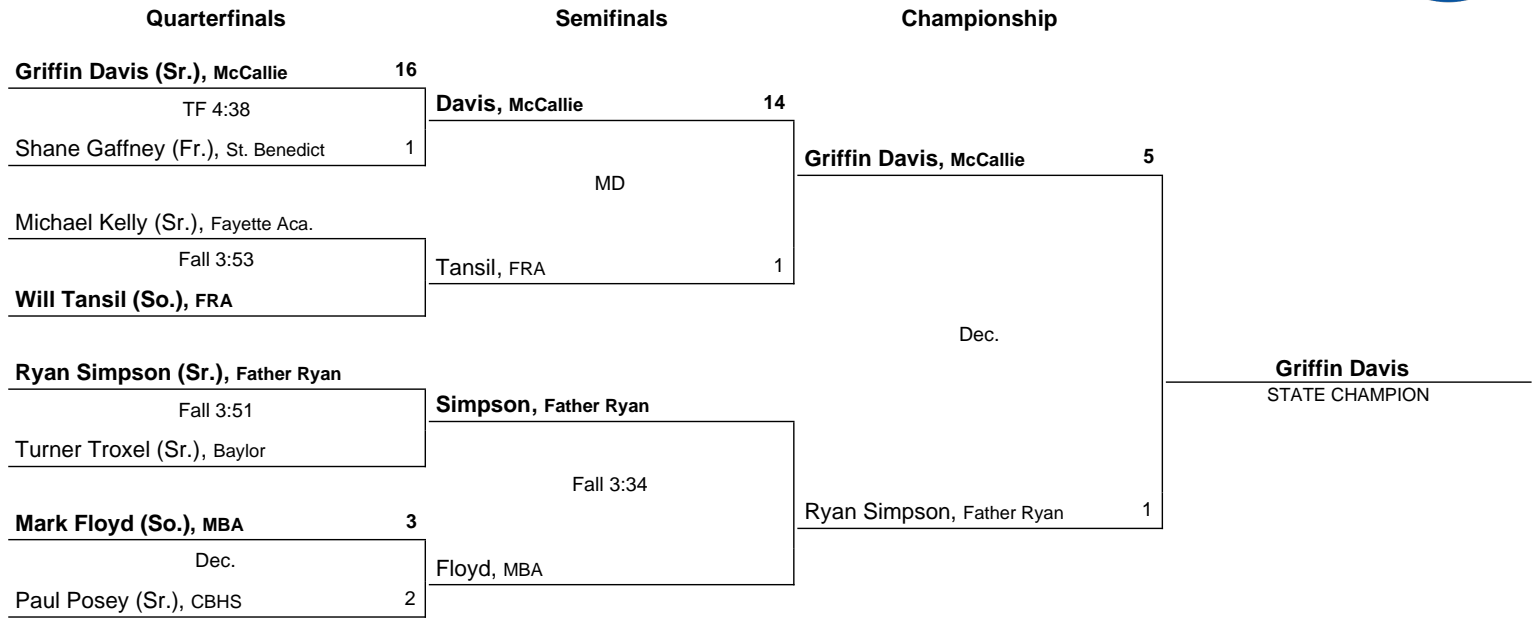 Quarterfinals Semifinals Championship
Griffin Davis (Sr.), McCallie 16
TF 4:38
Shane Gaffney (Fr.), St. Benedict 1
Michael Kelly (Sr.), Fayette Aca.
Fall 3:53
Will Tansil (So.), FRA
Ryan Simpson (Sr.), Father Ryan
Fall 3:51
Turner Troxel (Sr.), Baylor
Mark Floyd (So.), MBA 3
Dec.
Paul Posey (Sr.), CBHS 2
Davis, McCallie 14
MD
Tansil, FRA 1
Simpson, Father Ryan
Fall 3:34
Floyd, MBA
Griffin Davis, McCallie 5
Dec.
Ryan Simpson, Father Ryan 1
Griffin Davis
STATE CHAMPION